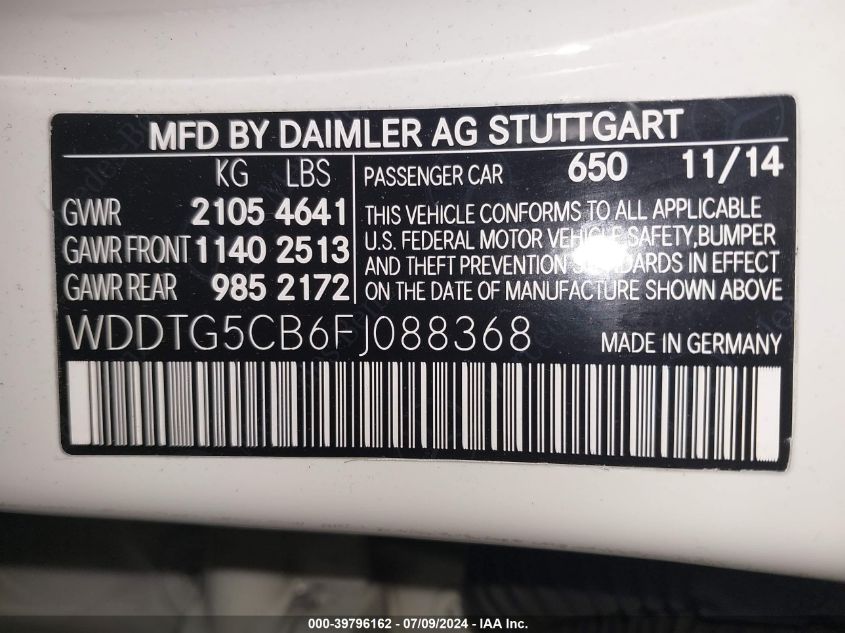 MFD BY DAIMLER AG STUTTGART
KG LBS
GVWR 2105 4641
GAWR FRONT 1140 2513
GAWR REAR 985 2172
PASSENGER CAR 650 11/14
THIS VEHICLE CONFORMS TO ALL APPLICABLE
U.S. FEDERAL MOTOR VEHICLE SAFETY,BUMPER
AND THEFT PREVENTION STANDARDS IN EFFECT
ON THE DATE OF MANUFACTURE SHOWN ABOVE
WDDTG5CB6FJ088368 MADE IN GERMANY
000-39796162 - 07/09/2024 - IAA Inc.